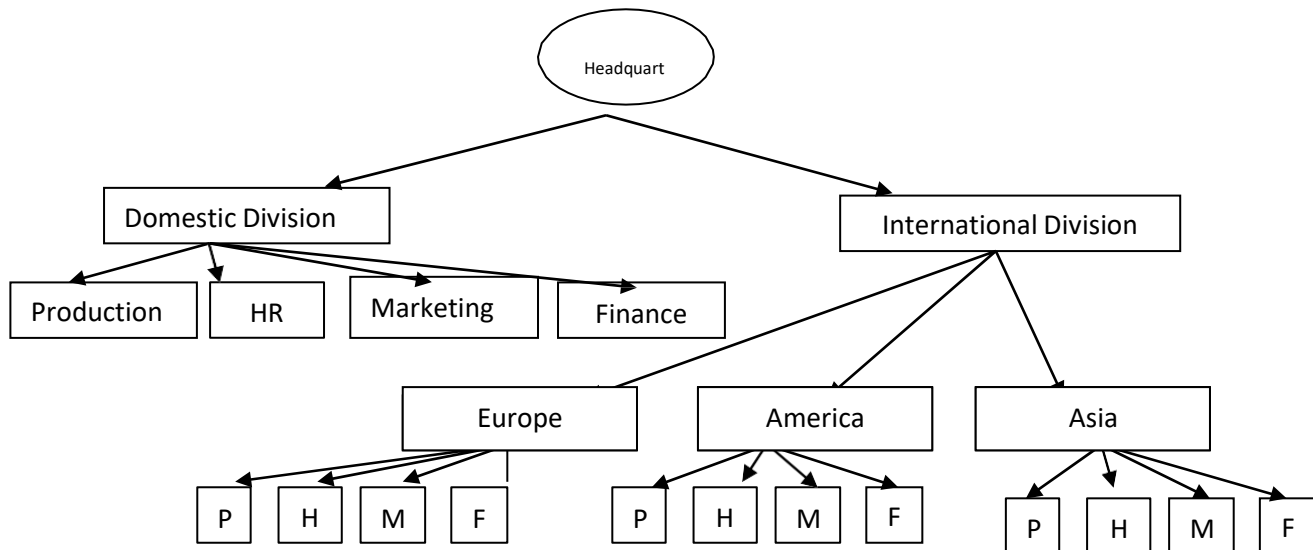 Headquart
Domestic Division
International Division
Production
HR
Marketing
Finance
Europe
America
Asia
P
H
M
F
P
H
M
F
P
H
M
F